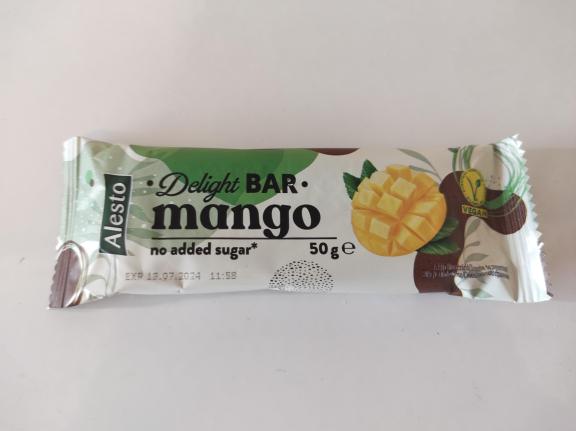 Alesto
Delight BAR
mango
no added sugar*
50 g e
EXP 13.07.2024 11:58
V
VEGAN